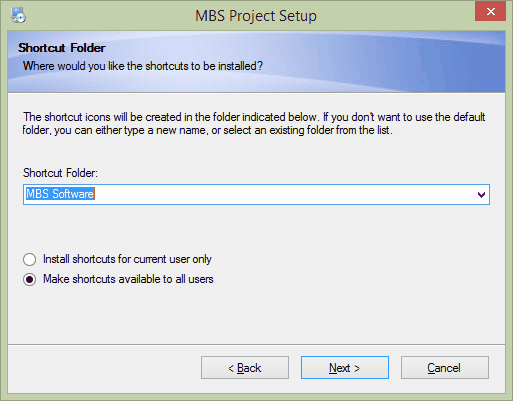 MBS Project Setup
Shortcut Folder
Where would you like the shortcuts to be installed?
The shortcut icons will be created in the folder indicated below. If you don't want to use the default
folder, you can either type a new name, or select an existing folder from the list.
Shortcut Folder:
MBS Software
Install shortcuts for current user only
Make shortcuts available to all users
< Back
Next >
Cancel